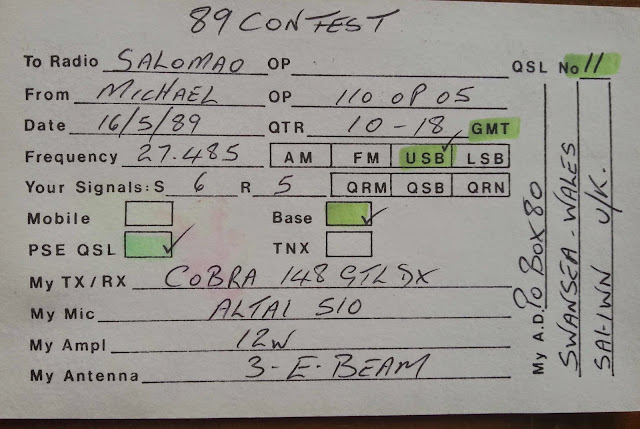 89 CONTEST
To Radio SALOMAO OP QSL No 11
From MICHAEL OP 110 OP 05
Date 16/5/89 QTR 10-18 GMT
Frequency 27.485 AM FM USB LSB
Your Signals: S 6 R 5 QRM QSB QRN
Mobile Base
PSE QSL TNX
My TX/RX COBRA 148 GTLDX
My Mic ALTAI 510
My Ampl 12W
My Antenna 3-E-BEAM
My A.D. PO BOX 80
SWANSEA-WALES
SA1-1WN U/K.